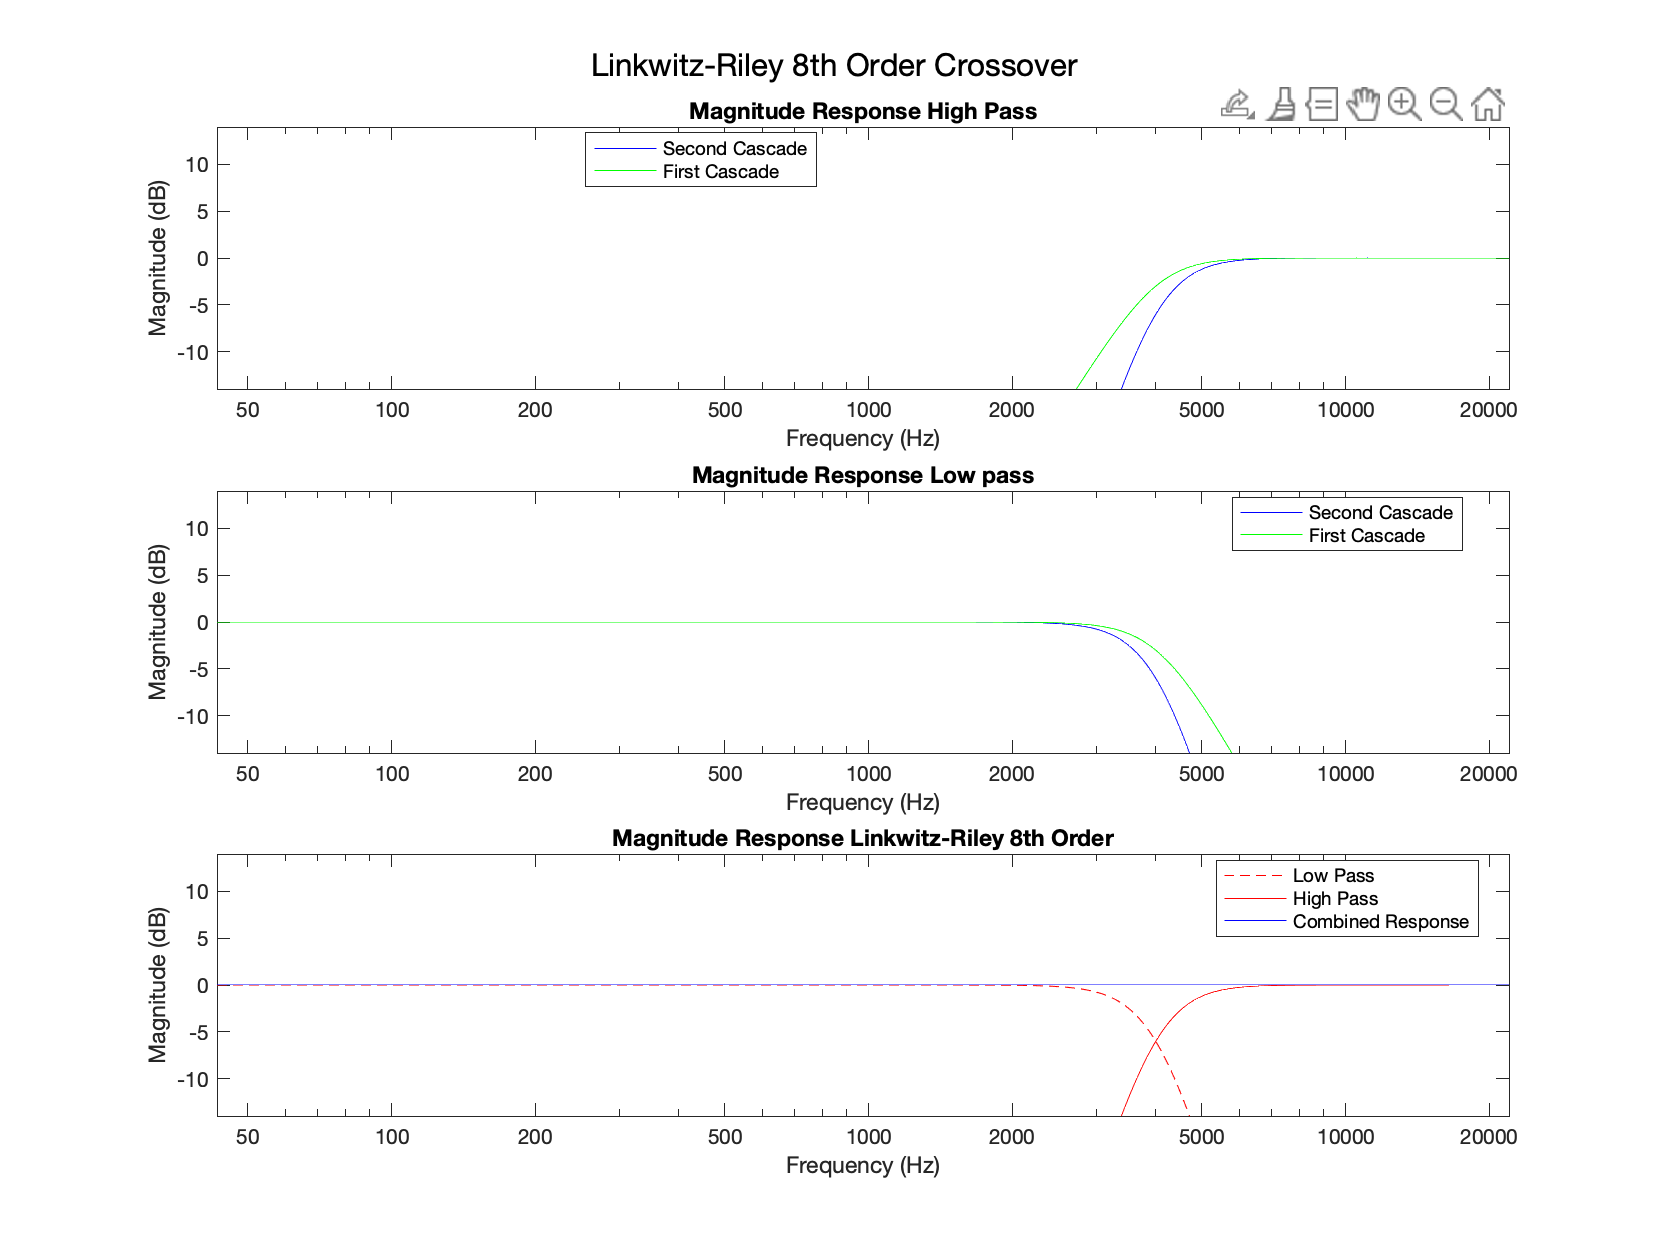 Linkwitz-Riley 8th Order Crossover
Magnitude Response High Pass
Second Cascade
First Cascade
10
5
0
-5
-10
Magnitude (dB)
50 100 200 500 1000 2000 5000 10000 20000
Frequency (Hz)
Magnitude Response Low pass
Second Cascade
First Cascade
10
5
0
-5
-10
Magnitude (dB)
50 100 200 500 1000 2000 5000 10000 20000
Frequency (Hz)
Magnitude Response Linkwitz-Riley 8th Order
Low Pass
High Pass
Combined Response
10
5
0
-5
-10
Magnitude (dB)
50 100 200 500 1000 2000 5000 10000 20000
Frequency (Hz)